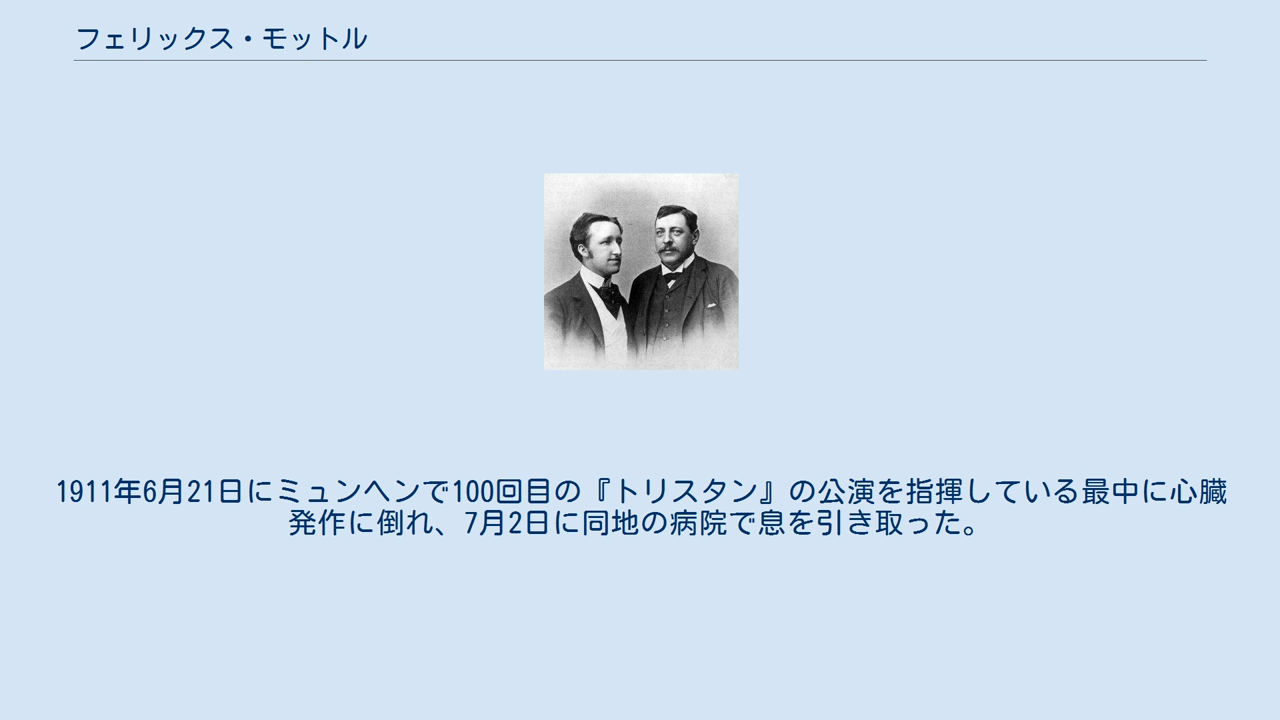 フェリックス・モットル
1911年6月21日にミュンヘンで100回目の『トリスタン』の公演を指揮している最中に心臓
発作に倒れ、7月2日に同地の病院で息を引き取った。